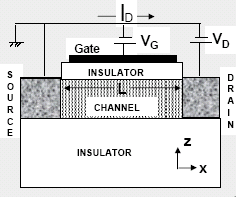 I_D
Gate
V_G
V_D
SOURCE
DRAIN
INSULATOR
L
CHANNEL
INSULATOR
z
x